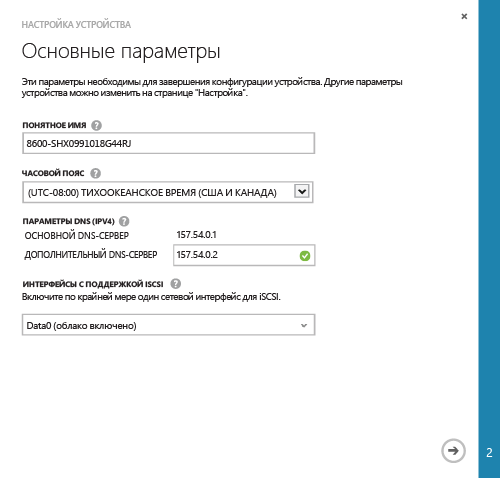 НАСТРОЙКА УСТРОЙСТВА
Основные параметры
Эти параметры необходимы для завершения конфигурации устройства. Другие параметры
устройства можно изменить на странице "Настройка".
ПОНЯТНОЕ ИМЯ ?
8600-SHX0991018G44RJ
ЧАСОВОЙ ПОЯС ?
(UTC-08:00) ТИХООКЕАНСКОЕ ВРЕМЯ (США И КАНАДА)
ПАРАМЕТРЫ DNS (IPV4) ?
ОСНОВНОЙ DNS-СЕРВЕР 157.54.0.1
ДОПОЛНИТЕЛЬНЫЙ DNS-СЕРВЕР 157.54.0.2
ИНТЕРФЕЙСЫ С ПОДДЕРЖКОЙ ISCSI ?
Включите по крайней мере один сетевой интерфейс для iSCSI.
Data0 (облако включено)
2